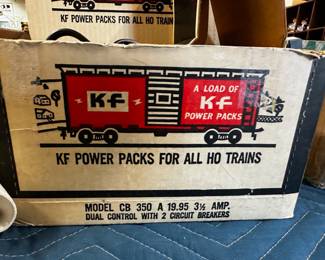 KF POWER PACKS FOR ALL HO TRAINS
K-F
A LOAD OF
K-F
POWER PACKS
KF POWER PACKS FOR ALL HO TRAINS
MODEL CB 350 A 19.95 3½ AMP.
DUAL CONTROL WITH 2 CIRCUIT BREAKERS